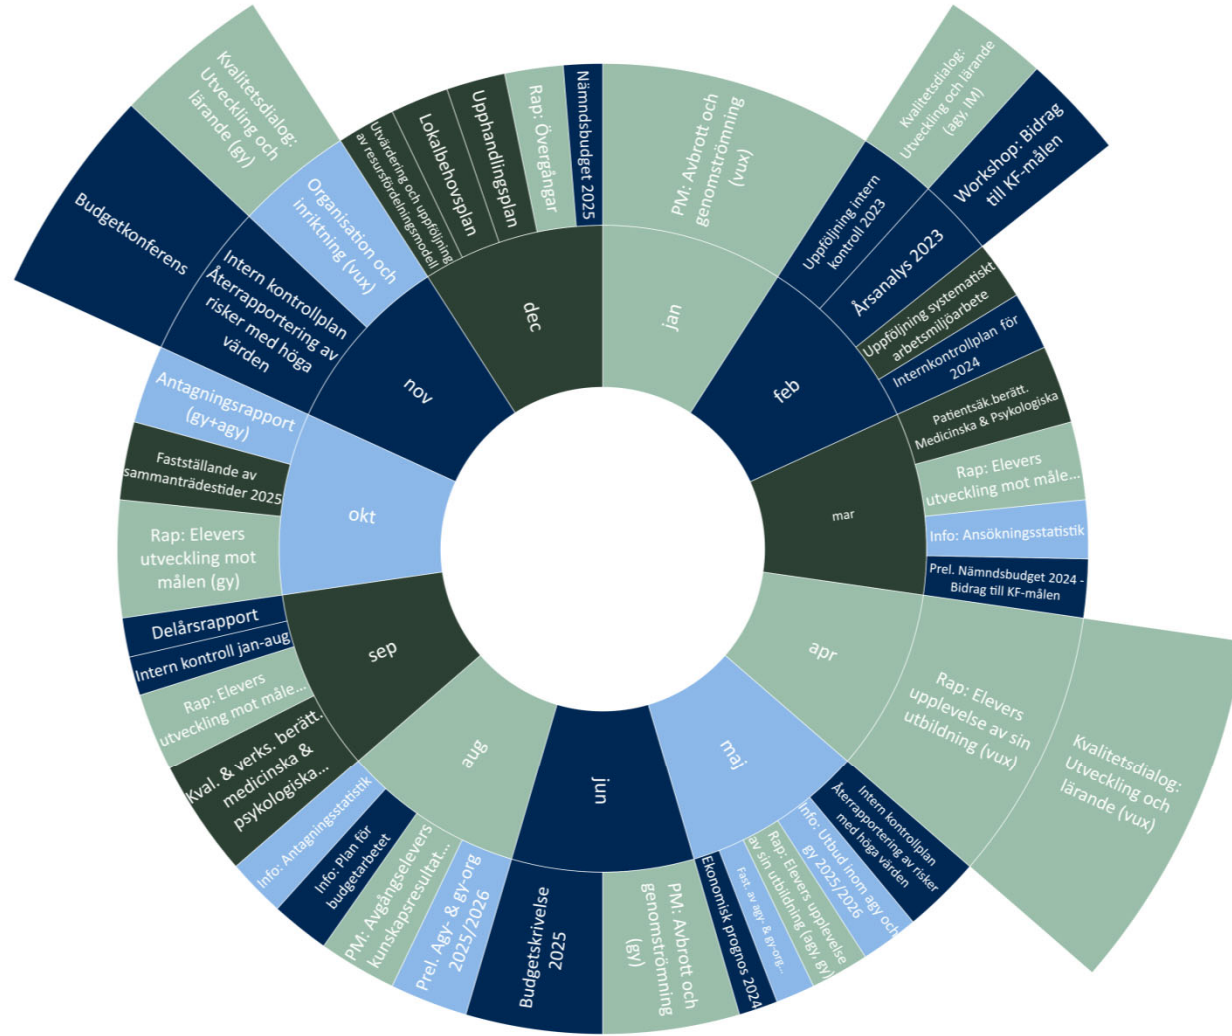 jan
PM: Avbrott och
genomströmning
(vux)
feb
Uppföljning intern
kontroll 2023
Kvalitetsdialog:
Utveckling och lärande
(agy, IM)
Årsanalys 2023
Workshop: Bidrag
till KF-målen
Uppföljning systematiskt
arbetsmiljöarbete
Internkontrollplan för
2024
mar
Patientsäk.berätt.
Medicinska & Psykologiska
Rap: Elevers
utveckling mot måle...
Info: Ansökningsstatistik
Prel. Nämndsbudget 2024 -
Bidrag till KF-målen
apr
Rap: Elevers
upplevelse av sin
utbildning (vux)
Kvalitetsdialog:
Utveckling och
lärande (vux)
maj
Intern kontrollplan
Återrapportering av risker
med höga värden
Info: Utbud inom agy och
gy 2025/2026
Rap: Elevers upplevelse
av sin utbildning (agy, gy)
Fast. av agy- & gy-org...
Ekonomisk prognos 2024
jun
PM: Avbrott och
genomströmning
(gy)
Budgetskrivelse
2025
aug
Prel. Agy- & gy-org
2025/2026
PM: Avgångselevers
kunskapsresultat...
Info: Plan för
budgetarbetet
Info: Antagningsstatistik
sep
Kval. & verks. berätt.
medicinska &
psykologiska...
Rap: Elevers
utveckling mot måle...
Intern kontroll jan-aug
Delårsrapport
okt
Rap: Elevers
utveckling mot
målen (gy)
Fastställande av
sammanträdestider 2025
Antagningsrapport
(gy+agy)
nov
Intern kontrollplan
Återrapportering av
risker med höga
värden
Budgetkonferens
Organisation och
inriktning (vux)
Kvalitetsdialog:
Utveckling och
lärande (gy)
dec
Utvärdering och uppföljning
av resursfördelningsmodell
Lokalbehovsplan
Upphandlingsplan
Rap: Övergångar
Nämndsbudget 2025